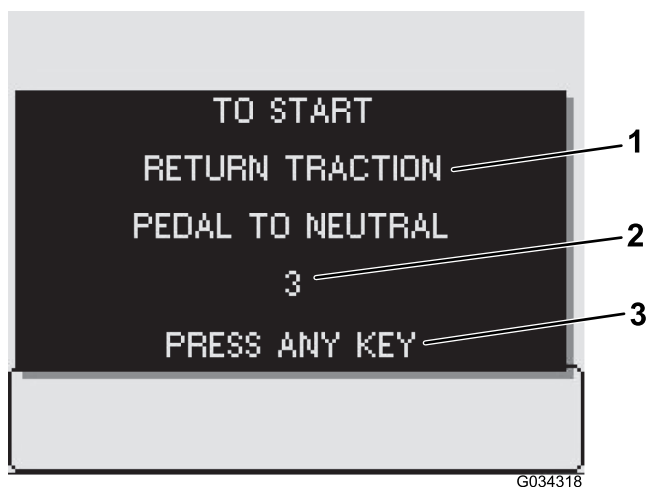 TO START
RETURN TRACTION
1
PEDAL TO NEUTRAL
2
3
PRESS ANY KEY
3
G034318